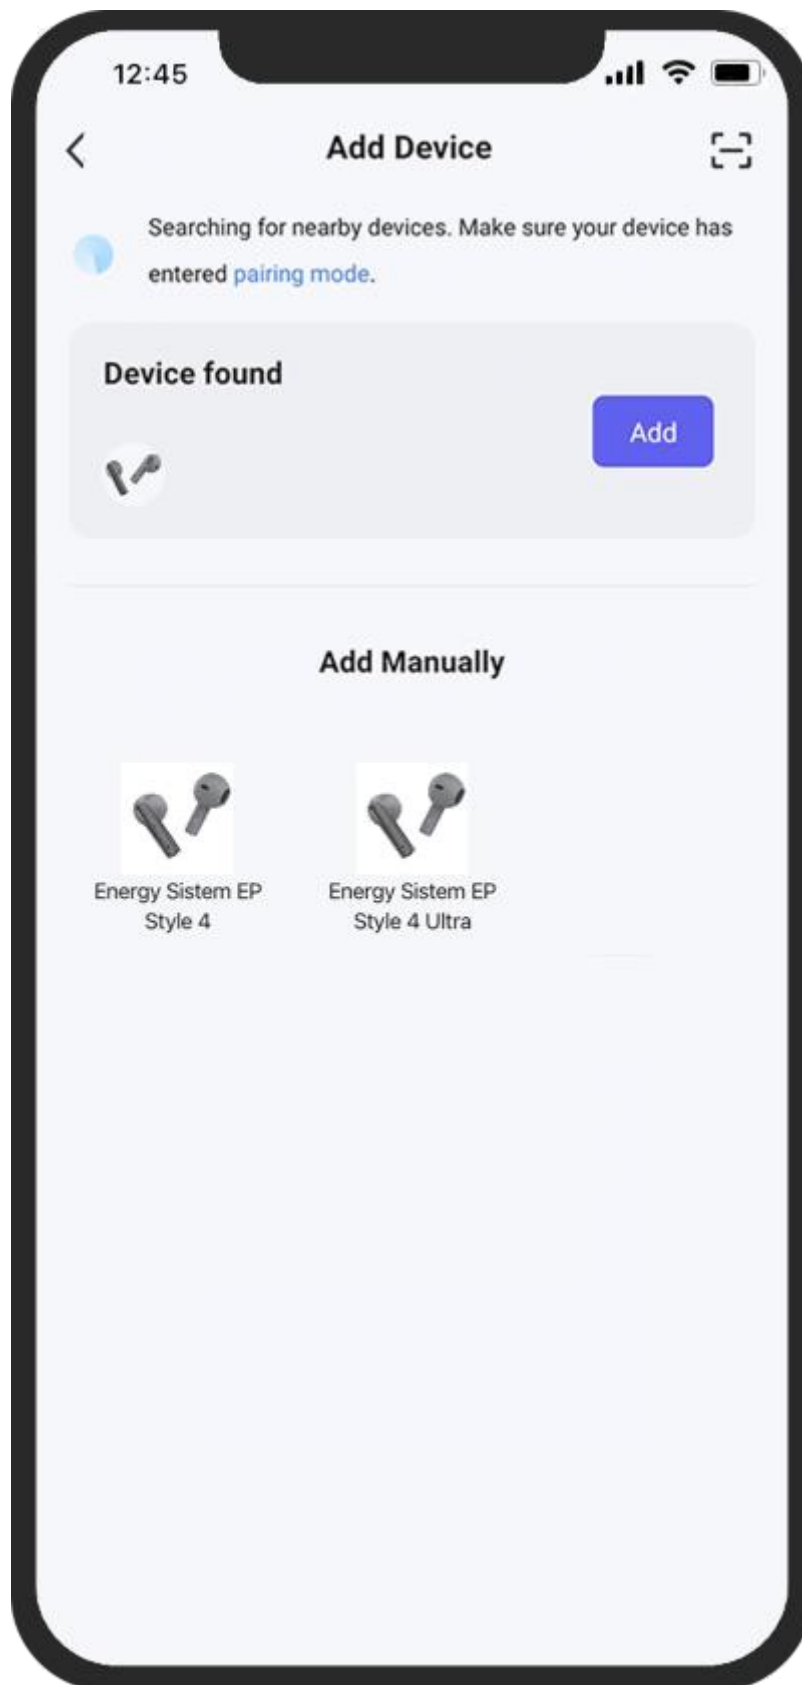 12:45
Add Device
Searching for nearby devices. Make sure your device has
entered pairing mode.
Device found
Add
Add Manually
Energy Sistem EP
Style 4
Energy Sistem EP
Style 4 Ultra